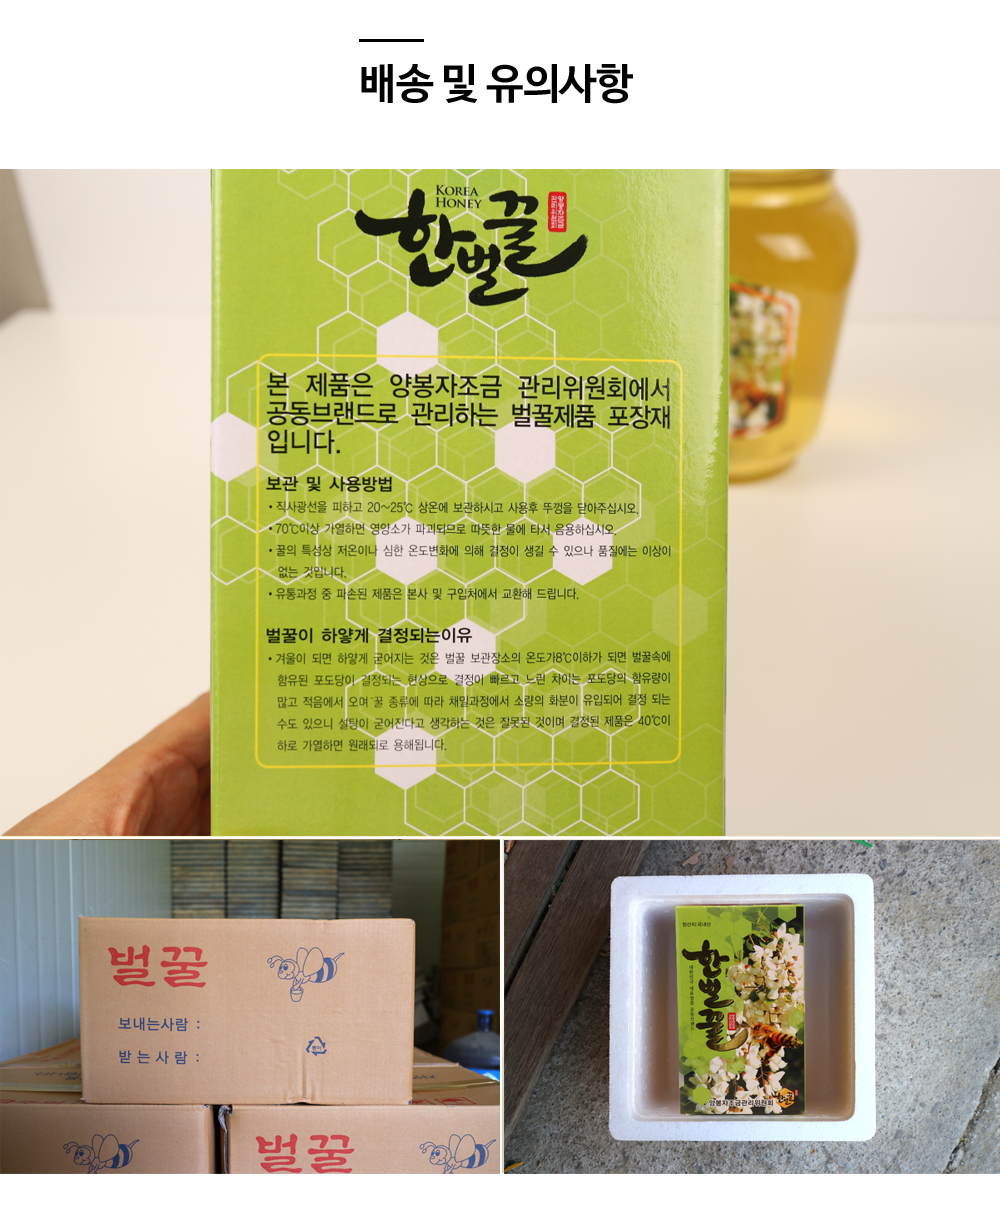 배송 및 유의사항
KOREA
HONEY
한벌꿀
양봉자조금
관리위원회
본 제품은 양봉자조금 관리위원회에서
공동브랜드로 관리하는 벌꿀제품 포장재
입니다.
보관 및 사용방법
• 직사광선을 피하고 20~25℃ 상온에 보관하시고 사용후 뚜껑을 닫아주십시오.
• 70℃이상 가열하면 영양소가 파괴되므로 따뜻한 물에 타서 음용하십시오.
• 꿀의 특성상 저온이나 심한 온도변화에 의해 결정이 생길 수 있으나 품질에는 이상이
없는 것입니다.
• 유통과정 중 파손된 제품은 본사 및 구입처에서 교환해 드립니다.
벌꿀이 하얗게 결정되는이유
• 겨울이 되면 하얗게 굳어지는 것은 벌꿀 보관장소의 온도가8℃이하가 되면 벌꿀속에
함유된 포도당이 결정되는 현상으로 결정이 빠르고 느린 차이는 포도당의 함유량이
많고 적음에서 오며 꿀 종류에 따라 채밀과정에서 소량의 화분이 유입되어 결정 되는
수도 있으니 설탕이 굳어진다고 생각하는 것은 잘못된 것이며 결정된 제품은 40℃이
하로 가열하면 원래되로 용해됩니다.
벌꿀
보내는사람 :
받는사람 :
벌꿀
원산지:국내산
한벌꿀
양봉자조금관리위원회